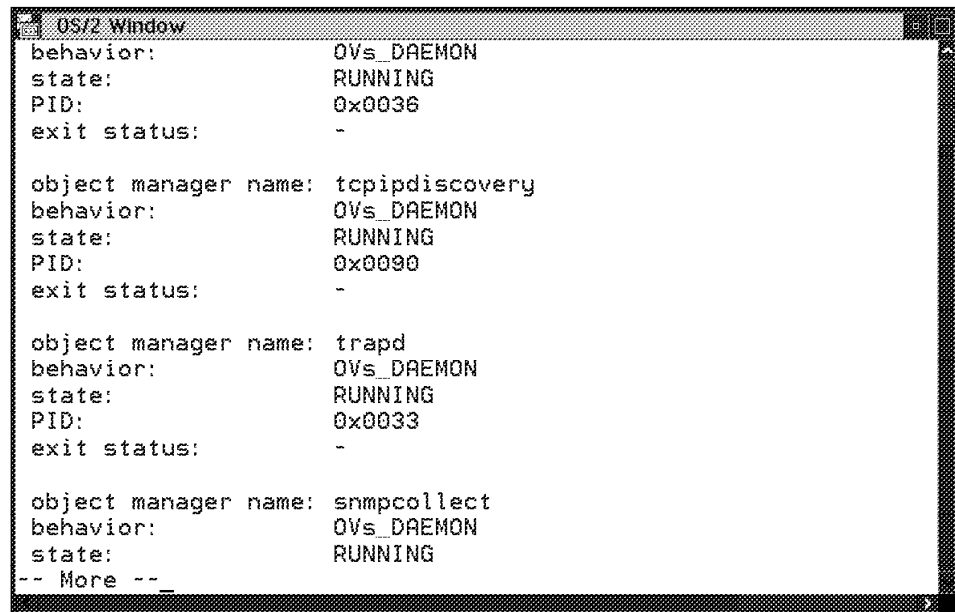 OS/2 Window
behavior: OVs_DAEMON
state: RUNNING
PID: 0x0036
exit status: -
object manager name: tcpipdiscovery
behavior: OVs_DAEMON
state: RUNNING
PID: 0x0090
exit status: -
object manager name: trapd
behavior: OVs_DAEMON
state: RUNNING
PID: 0x0033
exit status: -
object manager name: snmpcollect
behavior: OVs_DAEMON
state: RUNNING
-- More --_